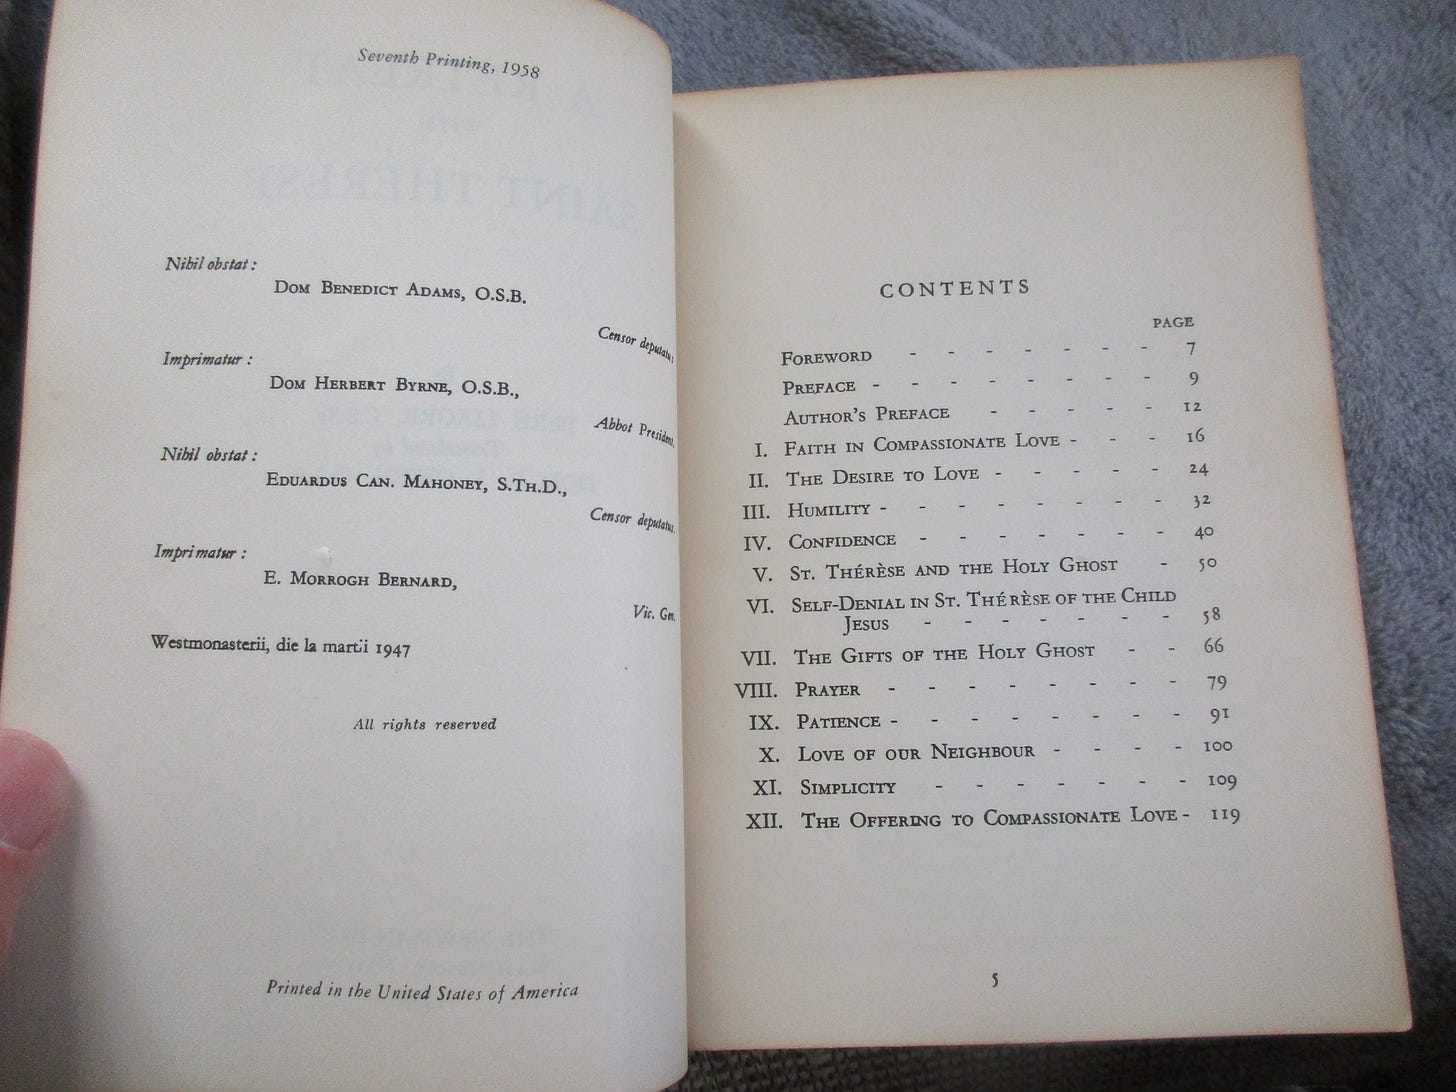 Seventh Printing, 1958
Nihil obstat:
Dom Benedict Adams, O.S.B.
Censor deputatus
Imprimatur:
Dom Herbert Byrne, O.S.B.,
Abbot President.
Nihil obstat:
Eduardus Can. Mahoney, S.Th.D.,
Censor deputatus.
Imprimatur:
E. Morrogh Bernard,
Vic. Gen.
Westmonasterii, die 1a martii 1947
All rights reserved
Printed in the United States of America
CONTENTS
PAGE
Foreword - - - - - - - 7
Preface - - - - - - - - 9
Author's Preface - - - - - 12
I. Faith in Compassionate Love - - - 16
II. The Desire to Love - - - - - 24
III. Humility - - - - - - - - 32
IV. Confidence - - - - - - - 40
V. St. Thérèse and the Holy Ghost - 50
VI. Self-Denial in St. Thérèse of the Child
Jesus - - - - - - - 58
VII. The Gifts of the Holy Ghost - - 66
VIII. Prayer - - - - - - - - 79
IX. Patience - - - - - - - - 91
X. Love of our Neighbour - - - - 100
XI. Simplicity - - - - - - - 109
XII. The Offering to Compassionate Love - 119
5